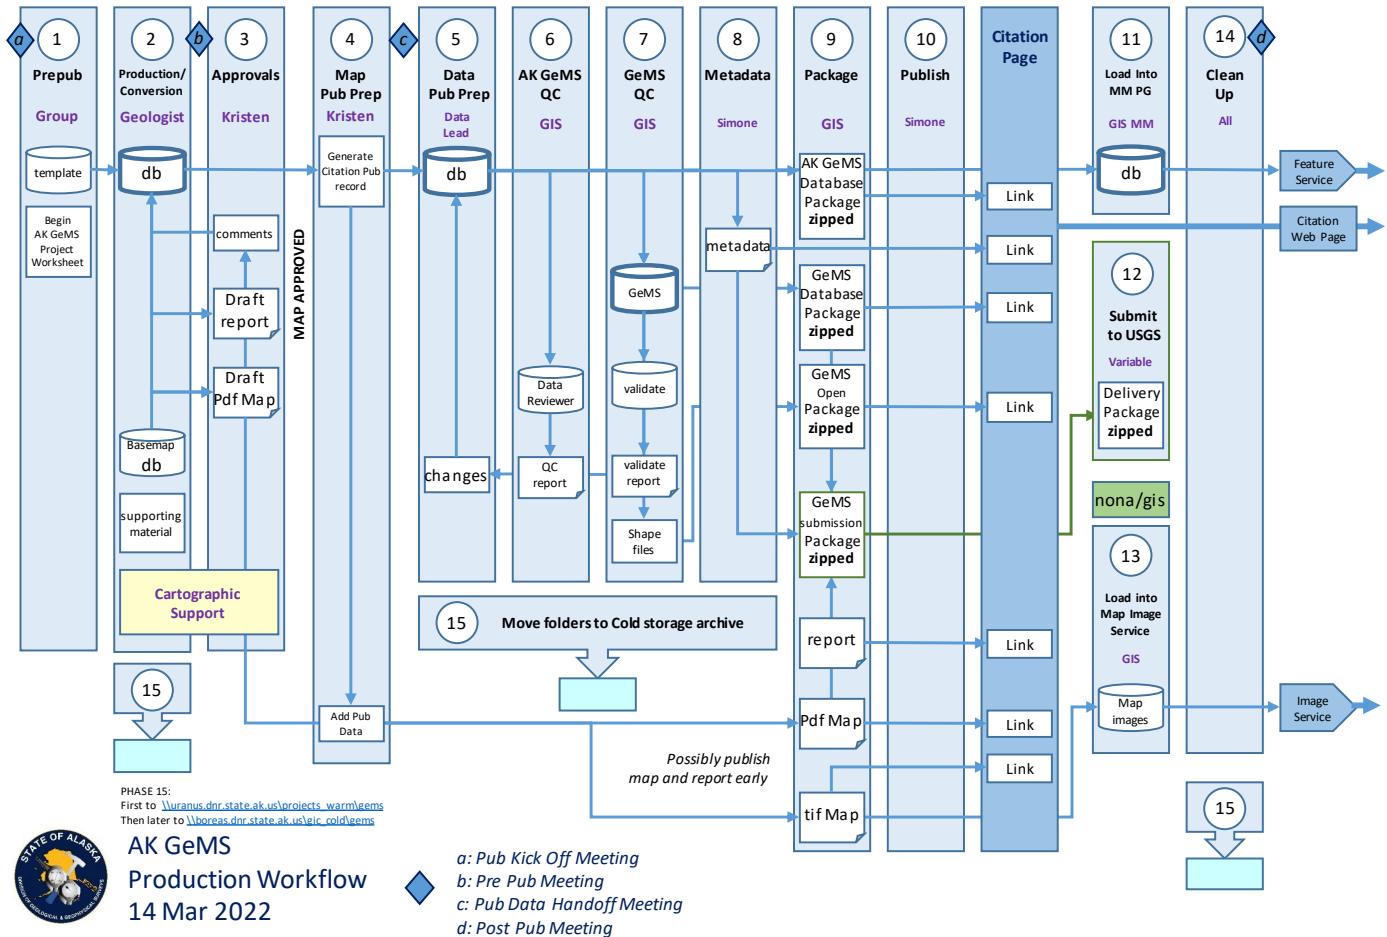 a
1
Prepub
Group
template
Begin
AK GeMS
Project
Worksheet
2
Production/
Conversion
Geologist
db
Basemap
db
supporting
material
Cartographic
Support
15
b
3
Approvals
Kristen
comments
Draft
report
Draft
Pdf Map
MAP APPROVED
4
Map
Pub Prep
Kristen
Generate
Citation Pub
record
Add Pub
Data
c
5
Data
Pub Prep
Data
Lead
db
changes
6
AK GeMS
QC
GIS
Data
Reviewer
QC
report
7
GeMS
QC
GIS
GeMS
validate
validate
report
Shape
files
8
Metadata
Simone
metadata
15
Move folders to Cold storage archive
Possibly publish
map and report early
9
Package
GIS
AK GeMS
Database
Package
zipped
GeMS
Database
Package
zipped
GeMS
Open
Package
zipped
GeMS
submission
Package
zipped
report
Pdf Map
tif Map
10
Publish
Simone
Citation
Page
Link
Link
Link
Link
Link
Link
Link
11
Load Into
MM PG
GIS MM
db
12
Submit
to USGS
Variable
Delivery
Package
zipped
nona/gis
13
Load into
Map Image
Service
GIS
Map
images
14
d
Clean
Up
All
15
Feature
Service
Citation
Web Page
Image
Service
PHASE 15:
First to \\uranus.dnr.state.ak.us\projects_warm\gems
Then later to \\boreas.dnr.state.ak.us\gic_cold\gems
STATE OF ALASKA
DIVISION OF GEOLOGICAL & GEOPHYSICAL SURVEYS
AK GeMS
Production Workflow
14 Mar 2022
a: Pub Kick Off Meeting
b: Pre Pub Meeting
c: Pub Data Handoff Meeting
d: Post Pub Meeting